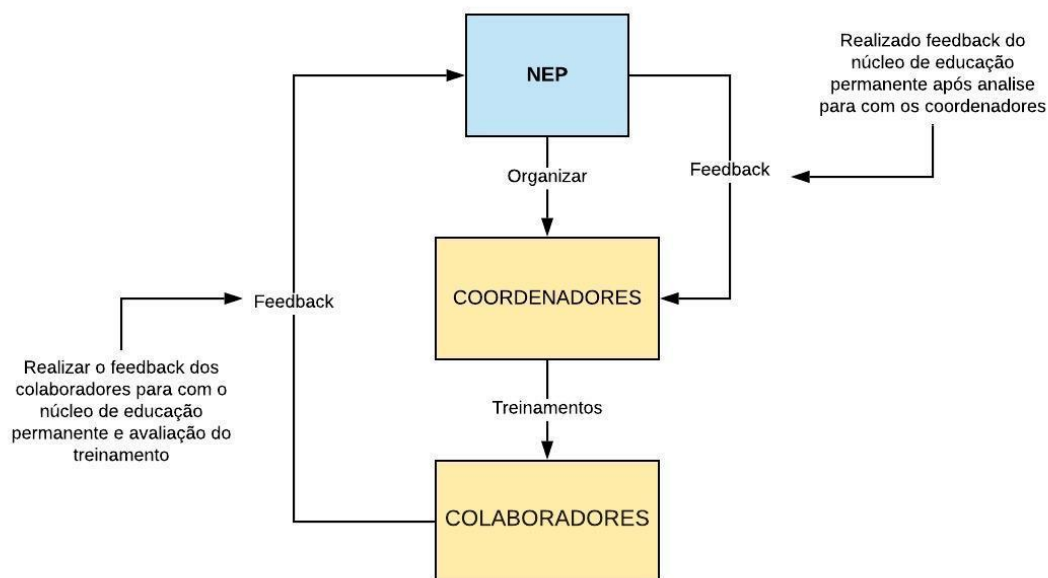 NEP
Realizado feedback do
núcleo de educação
permanente após analise
para com os coordenadores
Organizar
Feedback
COORDENADORES
Feedback
Realizar o feedback dos
colaboradores para com o
núcleo de educação
permanente e avaliação do
treinamento
Treinamentos
COLABORADORES